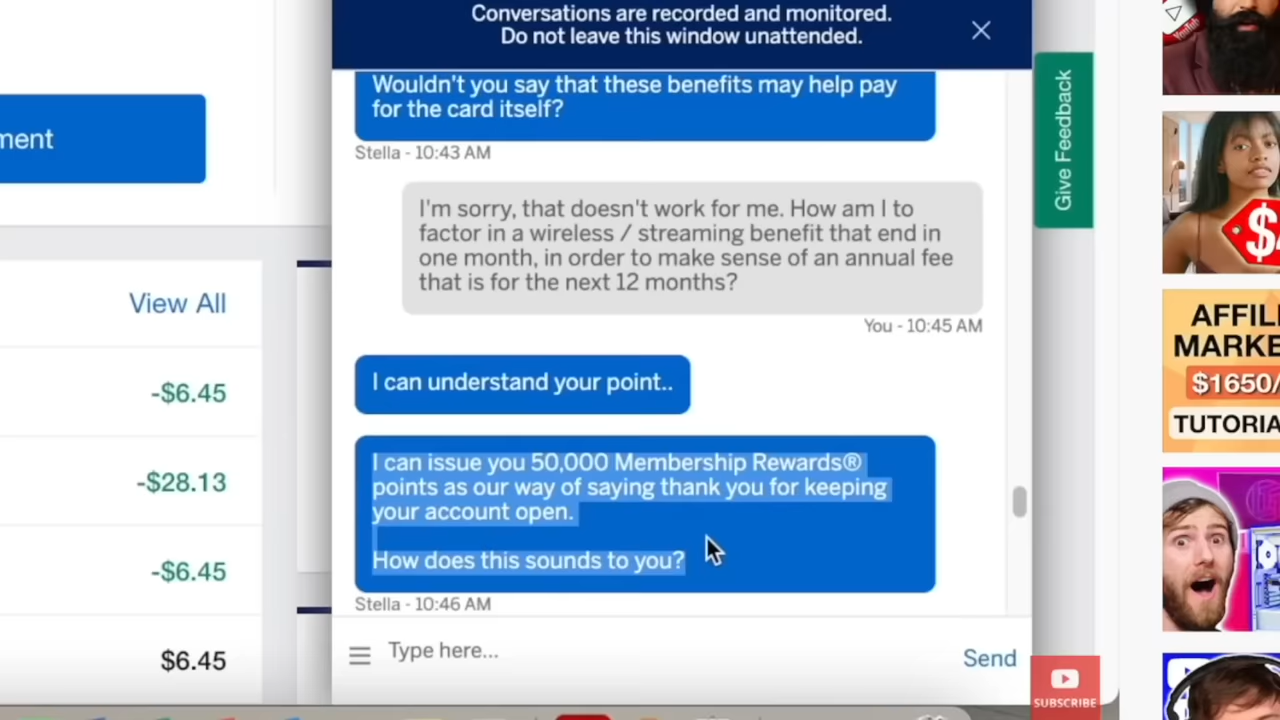 Conversations are recorded and monitored.
Do not leave this window unattended.
Wouldn't you say that these benefits may help pay
for the card itself?
Stella - 10:43 AM
I'm sorry, that doesn't work for me. How am I to
factor in a wireless / streaming benefit that end in
one month, in order to make sense of an annual fee
that is for the next 12 months?
You - 10:45 AM
I can understand your point..
I can issue you 50,000 Membership Rewards®
points as our way of saying thank you for keeping
your account open.
How does this sounds to you?
Stella - 10:46 AM
Type here...
Send
Give Feedback
ment
View All
-$6.45
-$28.13
-$6.45
$6.45
YouTube
AFFIL
MARKE
$1650/
TUTORIA
SUBSCRIBE